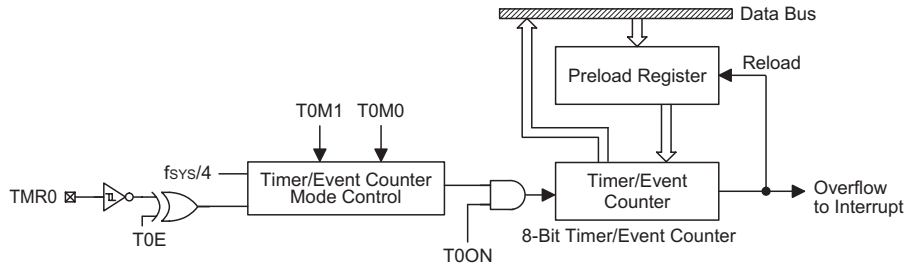 Data Bus
Preload Register
Reload
T0M1
T0M0
fSYS/4
Timer/Event Counter
Mode Control
TMR0
T0E
T0ON
Timer/Event
Counter
8-Bit Timer/Event Counter
Overflow
to Interrupt